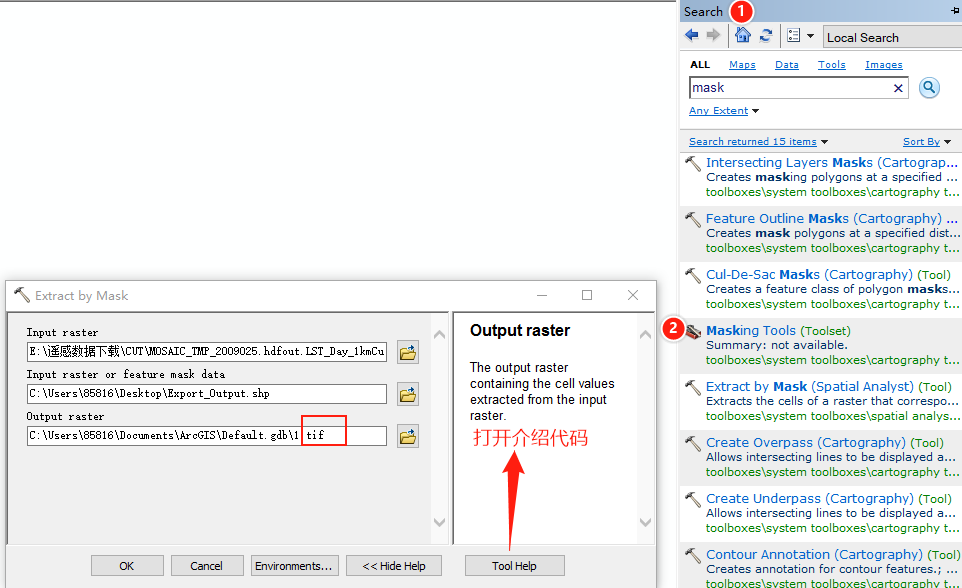 Search
1
Local Search
ALL Maps Data Tools Images
mask
Any Extent
Search returned 15 items Sort By
Intersecting Layers Masks (Cartograp...
Creates masking polygons at a specified ...
toolboxes\system toolboxes\cartography t...
Feature Outline Masks (Cartography) ...
Creates mask polygons at a specified dist...
toolboxes\system toolboxes\cartography t...
Cul-De-Sac Masks (Cartography) (Tool)
Creates a feature class of polygon masks...
toolboxes\system toolboxes\cartography t...
2
Masking Tools (Toolset)
Summary: not available.
Extract by Mask (Spatial Analyst) (Tool)
Extracts the cells of a raster that correspo...
toolboxes\system toolboxes\spatial analys...
Create Overpass (Cartography) (Tool)
Allows intersecting lines to be displayed a...
toolboxes\system toolboxes\cartography t...
Create Underpass (Cartography) (Tool)
Allows intersecting lines to be displayed a...
toolboxes\system toolboxes\cartography t...
Contour Annotation (Cartography) (Tool)
Creates annotation for contour features.; ...
toolboxes\system toolboxes\cartography t...
Extract by Mask
Input raster
E:\遥感数据下载\CUT\MOSAIC_TMP_2009025.hdfout.LST_Day_1kmCu
Input raster or feature mask data
C:\Users\85816\Desktop\Export_Output.shp
Output raster
C:\Users\85816\Documents\ArcGIS\Default.gdb\1.tif
Output raster
The output raster
containing the cell values
extracted from the input
raster.
打开介绍代码
OK
Cancel
Environments...
<< Hide Help
Tool Help